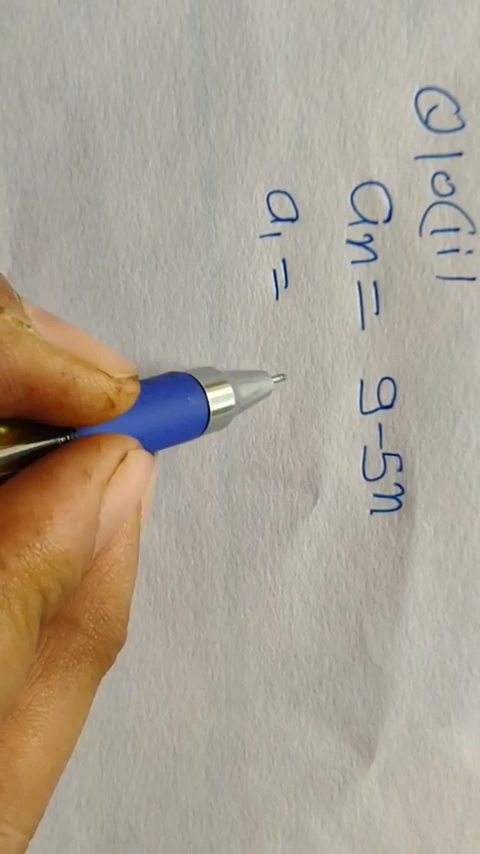 Q10(ii)
an = 9-5n
a1 =